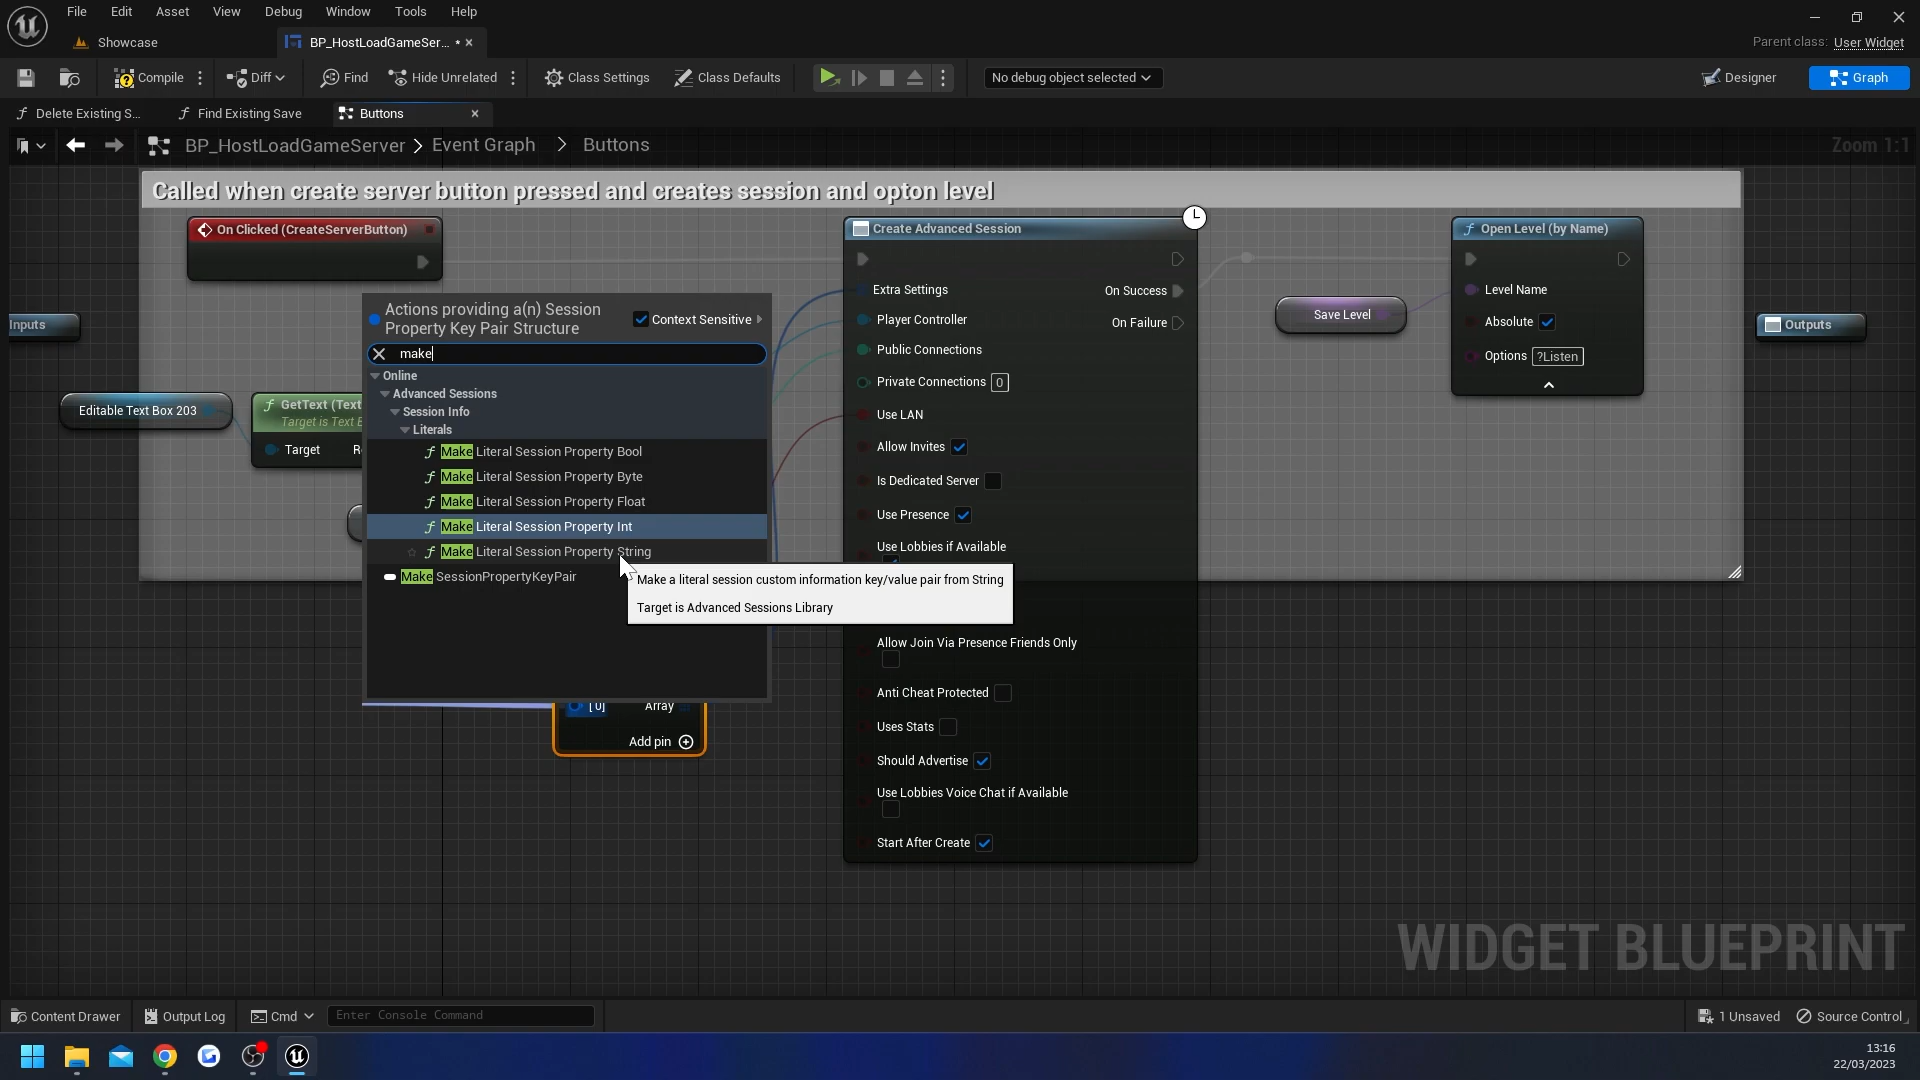 File Edit Asset View Debug Window Tools Help
Showcase
BP_HostLoadGameSer... •
Parent class: User Widget
Compile
Diff
Find
Hide Unrelated
Class Settings
Class Defaults
No debug object selected
Designer
Graph
Delete Existing S...
Find Existing Save
Buttons
BP_HostLoadGameServer > Event Graph > Buttons
Zoom 1:1
Called when create server button pressed and creates session and opton level
On Clicked (CreateServerButton)
Create Advanced Session
Open Level (by Name)
Extra Settings
On Success
Player Controller
On Failure
Public Connections
Private Connections 0
Use LAN
Allow Invites
Is Dedicated Server
Use Presence
Use Lobbies if Available
Allow Join Via Presence Friends Only
Anti Cheat Protected
Uses Stats
Should Advertise
Use Lobbies Voice Chat if Available
Start After Create
Save Level
Level Name
Absolute
Options ?Listen
Inputs
Outputs
Editable Text Box 203
GetText (Text
Target is Text B
Target
Actions providing a(n) Session
Property Key Pair Structure
Context Sensitive
make
Online
Advanced Sessions
Session Info
Literals
Make Literal Session Property Bool
Make Literal Session Property Byte
Make Literal Session Property Float
Make Literal Session Property Int
Make Literal Session Property String
Make SessionPropertyKeyPair
Make a literal session custom information key/value pair from String
Target is Advanced Sessions Library
[0]
Array
Add pin
WIDGET BLUEPRINT
Content Drawer
Output Log
Cmd
Enter Console Command
1 Unsaved
Source Control
13:16
22/03/2023